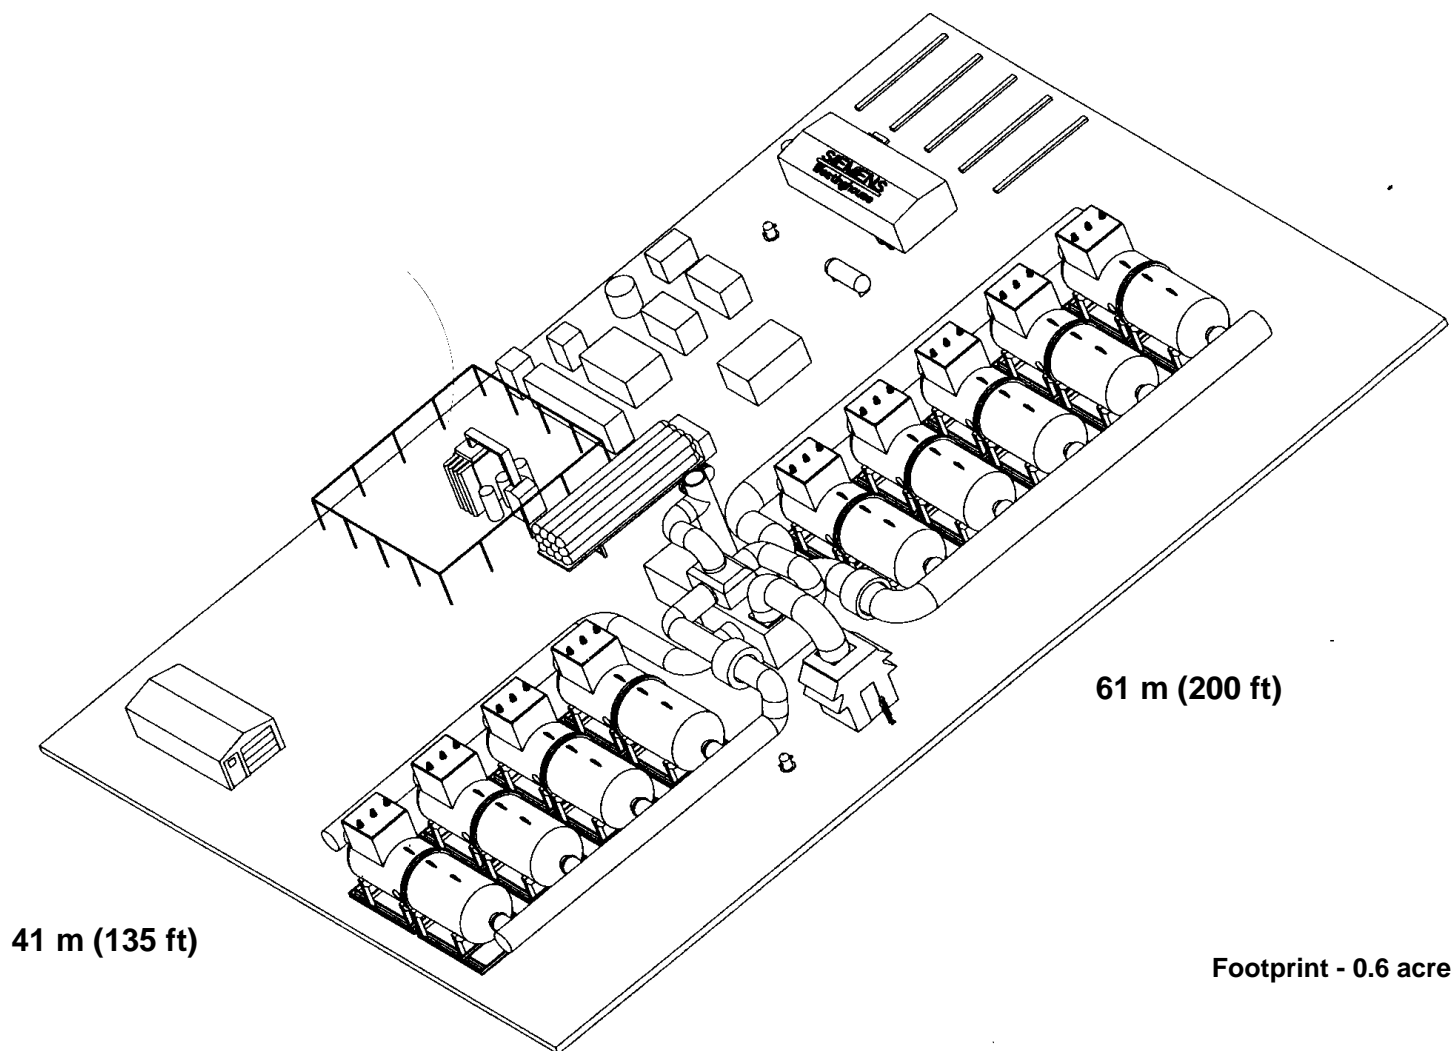 SIEMENS
Westinghouse
61 m (200 ft)
41 m (135 ft)
Footprint - 0.6 acre